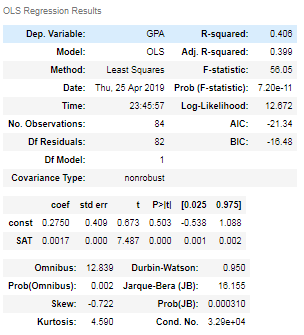 OLS Regression Results
Dep. Variable: GPA R-squared: 0.406
Model: OLS Adj. R-squared: 0.399
Method: Least Squares F-statistic: 56.05
Date: Thu, 25 Apr 2019 Prob (F-statistic): 7.20e-11
Time: 23:45:57 Log-Likelihood: 12.672
No. Observations: 84 AIC: -21.34
Df Residuals: 82 BIC: -16.48
Df Model: 1
Covariance Type: nonrobust
coef std err t P>|t| [0.025 0.975]
const 0.2750 0.409 0.673 0.503 -0.538 1.088
SAT 0.0017 0.000 7.487 0.000 0.001 0.002
Omnibus: 12.839 Durbin-Watson: 0.950
Prob(Omnibus): 0.002 Jarque-Bera (JB): 16.155
Skew: -0.722 Prob(JB): 0.000310
Kurtosis: 4.590 Cond. No. 3.29e+04